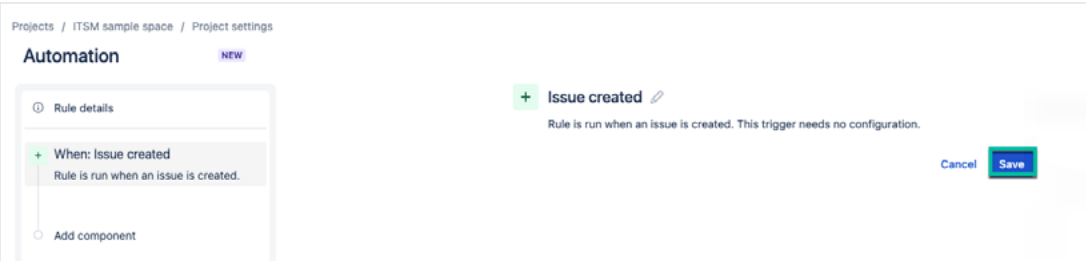 Projects / ITSM sample space / Project settings
Automation NEW
Rule details
When: Issue created
Rule is run when an issue is created.
Add component
Issue created
Rule is run when an issue is created. This trigger needs no configuration.
Cancel Save